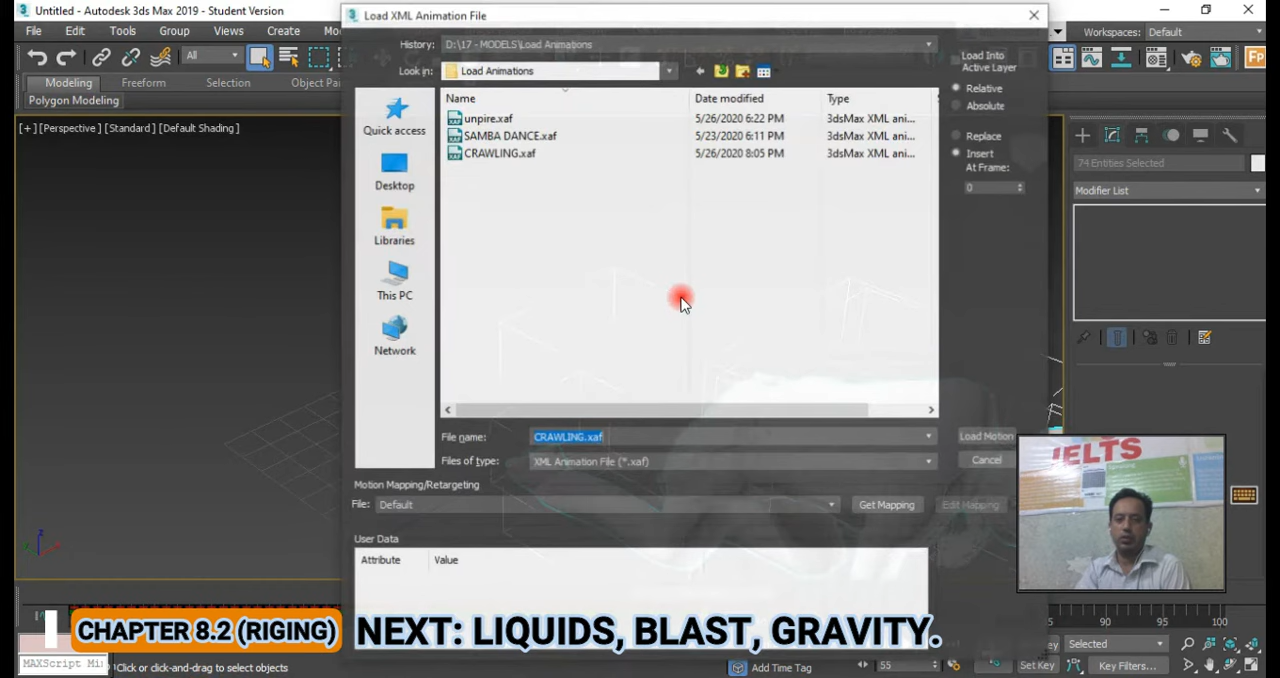 Untitled - Autodesk 3ds Max 2019 - Student Version
Load XML Animation File
File Edit Tools Group Views Create
Workspaces: Default
History: D:\17 - MODELS\Load Animations
All
Look in: Load Animations
Load Into
Active Layer
Relative
Absolute
Replace
Insert
At Frame:
0
Modeling Freeform Selection
Polygon Modeling
[+] [Perspective] [Standard] [Default Shading]
Quick access
Desktop
Libraries
This PC
Network
Name Date modified Type
unpire.xaf 5/26/2020 6:22 PM 3dsMax XML ani...
SAMBA DANCE.xaf 5/23/2020 6:11 PM 3dsMax XML ani...
CRAWLING.xaf 5/26/2020 8:05 PM 3dsMax XML ani...
74 Entities Selected
Modifier List
File name: CRAWLING.xaf Load Motion
Files of type: XML Animation File (*.xaf) Cancel
Motion Mapping/Retargeting
File: Default Get Mapping Edit Mapping
User Data
Attribute Value
IELTS
CHAPTER 8.2 (RIGING) NEXT: LIQUIDS, BLAST, GRAVITY.
85 90 95 100
Selected
MAXScript Mi
Click or click-and-drag to select objects
Add Time Tag
55
Set Key
Key Filters...